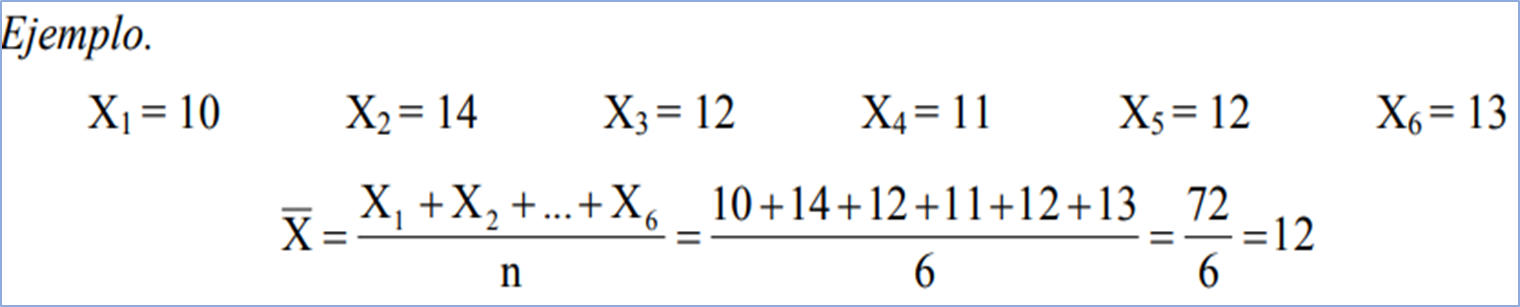 Ejemplo.
X₁ = 10 X₂ = 14 X₃ = 12 X₄ = 11 X₅ = 12 X₆ = 13
X̄ = (X₁ + X₂ + ... + X₆) / n = (10+14+12+11+12+13) / 6 = 72 / 6 = 12